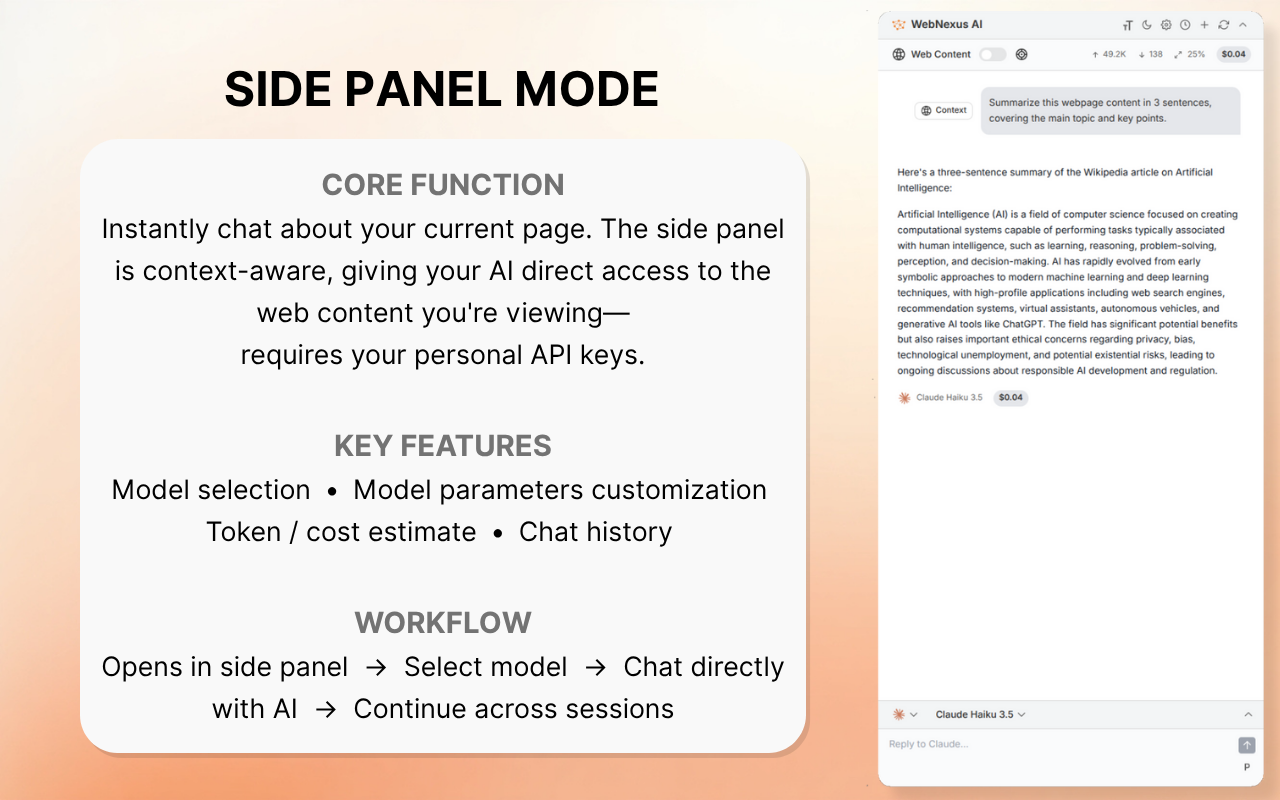 SIDE PANEL MODE
CORE FUNCTION
Instantly chat about your current page. The side panel
is context-aware, giving your AI direct access to the
web content you're viewing—
requires your personal API keys.
KEY FEATURES
Model selection • Model parameters customization
Token / cost estimate • Chat history
WORKFLOW
Opens in side panel → Select model → Chat directly
with AI → Continue across sessions
WebNexus AI
Web Content ↑ 49.2K ↓ 138 25% $0.04
Context
Summarize this webpage content in 3 sentences,
covering the main topic and key points.
Here's a three-sentence summary of the Wikipedia article on Artificial
Intelligence:
Artificial Intelligence (AI) is a field of computer science focused on creating
computational systems capable of performing tasks typically associated
with human intelligence, such as learning, reasoning, problem-solving,
perception, and decision-making. AI has rapidly evolved from early
symbolic approaches to modern machine learning and deep learning
techniques, with high-profile applications including web search engines,
recommendation systems, virtual assistants, autonomous vehicles, and
generative AI tools like ChatGPT. The field has significant potential benefits
but also raises important ethical concerns regarding privacy, bias,
technological unemployment, and potential existential risks, leading to
ongoing discussions about responsible AI development and regulation.
Claude Haiku 3.5 $0.04
Claude Haiku 3.5
Reply to Claude...
P